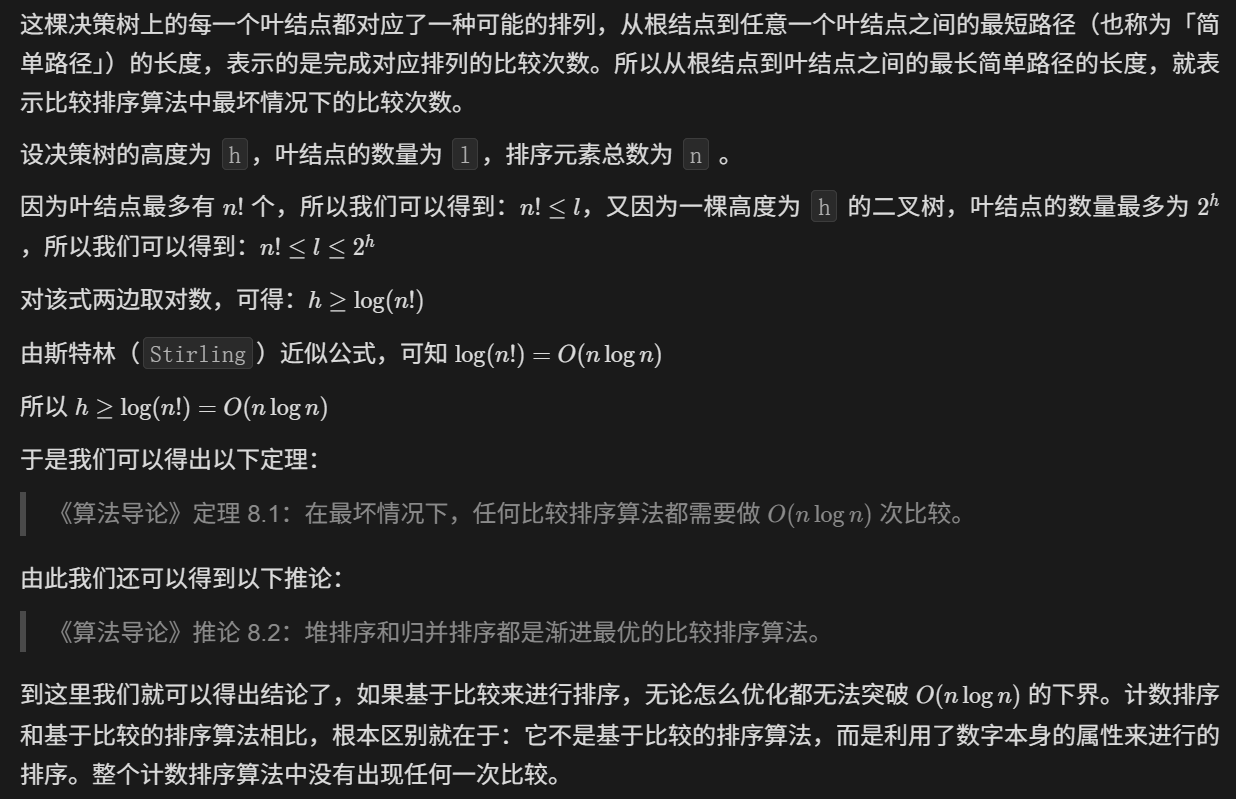 这棵决策树上的每一个叶结点都对应了一种可能的排列，从根结点到任意一个叶结点之间的最短路径（也称为「简
单路径」）的长度，表示的是完成对应排列的比较次数。所以从根结点到叶结点之间的最长简单路径的长度，就表
示比较排序算法中最坏情况下的比较次数。
设决策树的高度为 h，叶结点的数量为 l，排序元素总数为 n 。
因为叶结点最多有 n! 个，所以我们可以得到：n! ≤ l，又因为一棵高度为 h 的二叉树，叶结点的数量最多为 2^h
，所以我们可以得到：n! ≤ l ≤ 2^h
对该式两边取对数，可得：h ≥ log(n!)
由斯特林（Stirling）近似公式，可知 log(n!) = O(n log n)
所以 h ≥ log(n!) = O(n log n)
于是我们可以得出以下定理：
《算法导论》定理 8.1：在最坏情况下，任何比较排序算法都需要做 O(n log n) 次比较。
由此我们还可以得到以下推论：
《算法导论》推论 8.2：堆排序和归并排序都是渐进最优的比较排序算法。
到这里我们就可以得出结论了，如果基于比较来进行排序，无论怎么优化都无法突破 O(n log n) 的下界。计数排序
和基于比较的排序算法相比，根本区别就在于：它不是基于比较的排序算法，而是利用了数字本身的属性来进行的
排序。整个计数排序算法中没有出现任何一次比较。